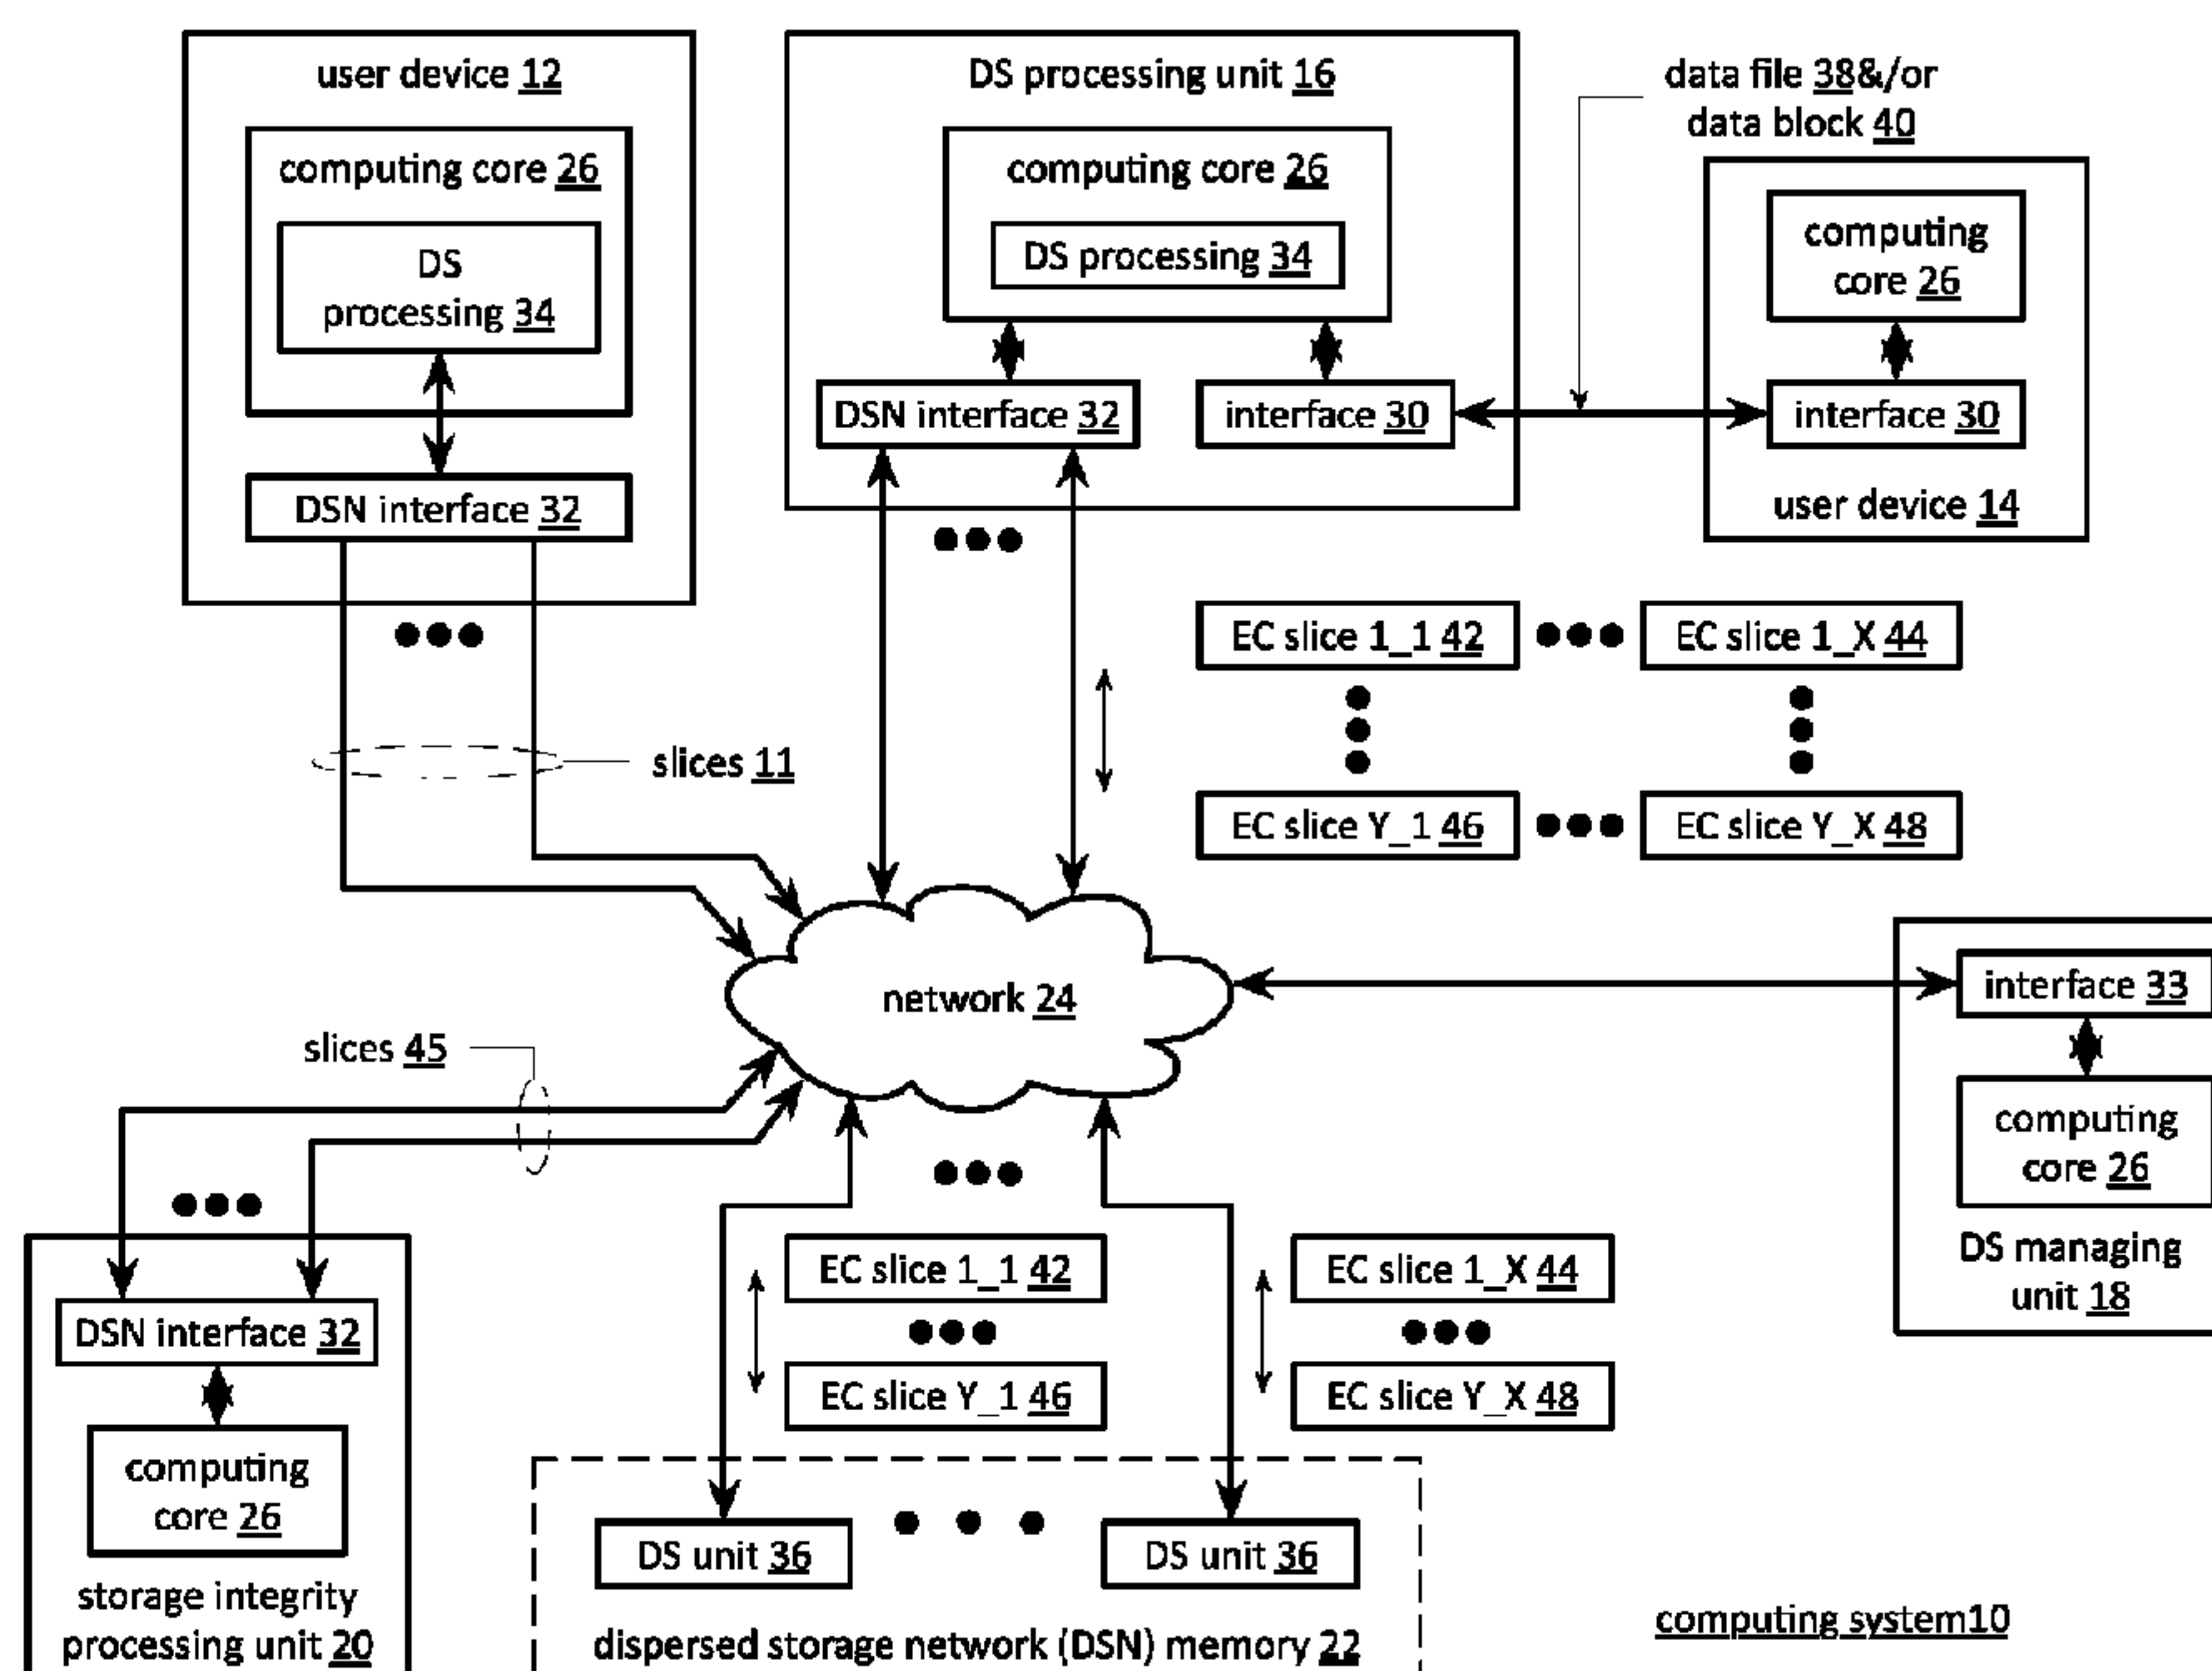 user device 12
computing core 26
DS
processing 34
DSN interface 32
DS processing unit 16
computing core 26
DS processing 34
DSN interface 32
interface 30
data file 38&/or
data block 40
computing
core 26
interface 30
user device 14
EC slice 1_1 42
EC slice 1_X 44
EC slice Y_1 46
EC slice Y_X 48
slices 11
network 24
interface 33
computing
core 26
DS managing
unit 18
slices 45
DSN interface 32
computing
core 26
storage integrity
processing unit 20
EC slice 1_1 42
EC slice Y_1 46
EC slice 1_X 44
EC slice Y_X 48
DS unit 36
DS unit 36
dispersed storage network (DSN) memory 22
computing system10